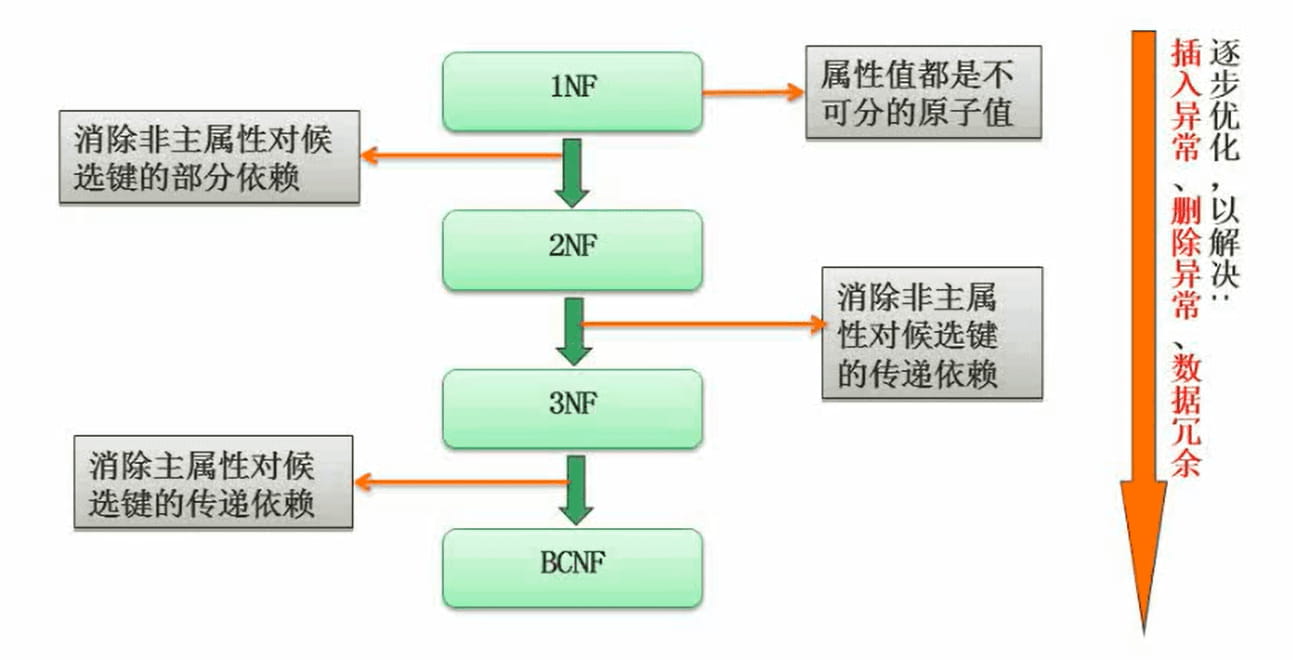 1NF
属性值都是不
可分的原子值
消除非主属性对候
选键的部分依赖
2NF
消除非主属
性对候选键
的传递依赖
3NF
消除主属性对候
选键的传递依赖
BCNF
逐步优化,以解决:
插入异常、删除异常、数据冗余